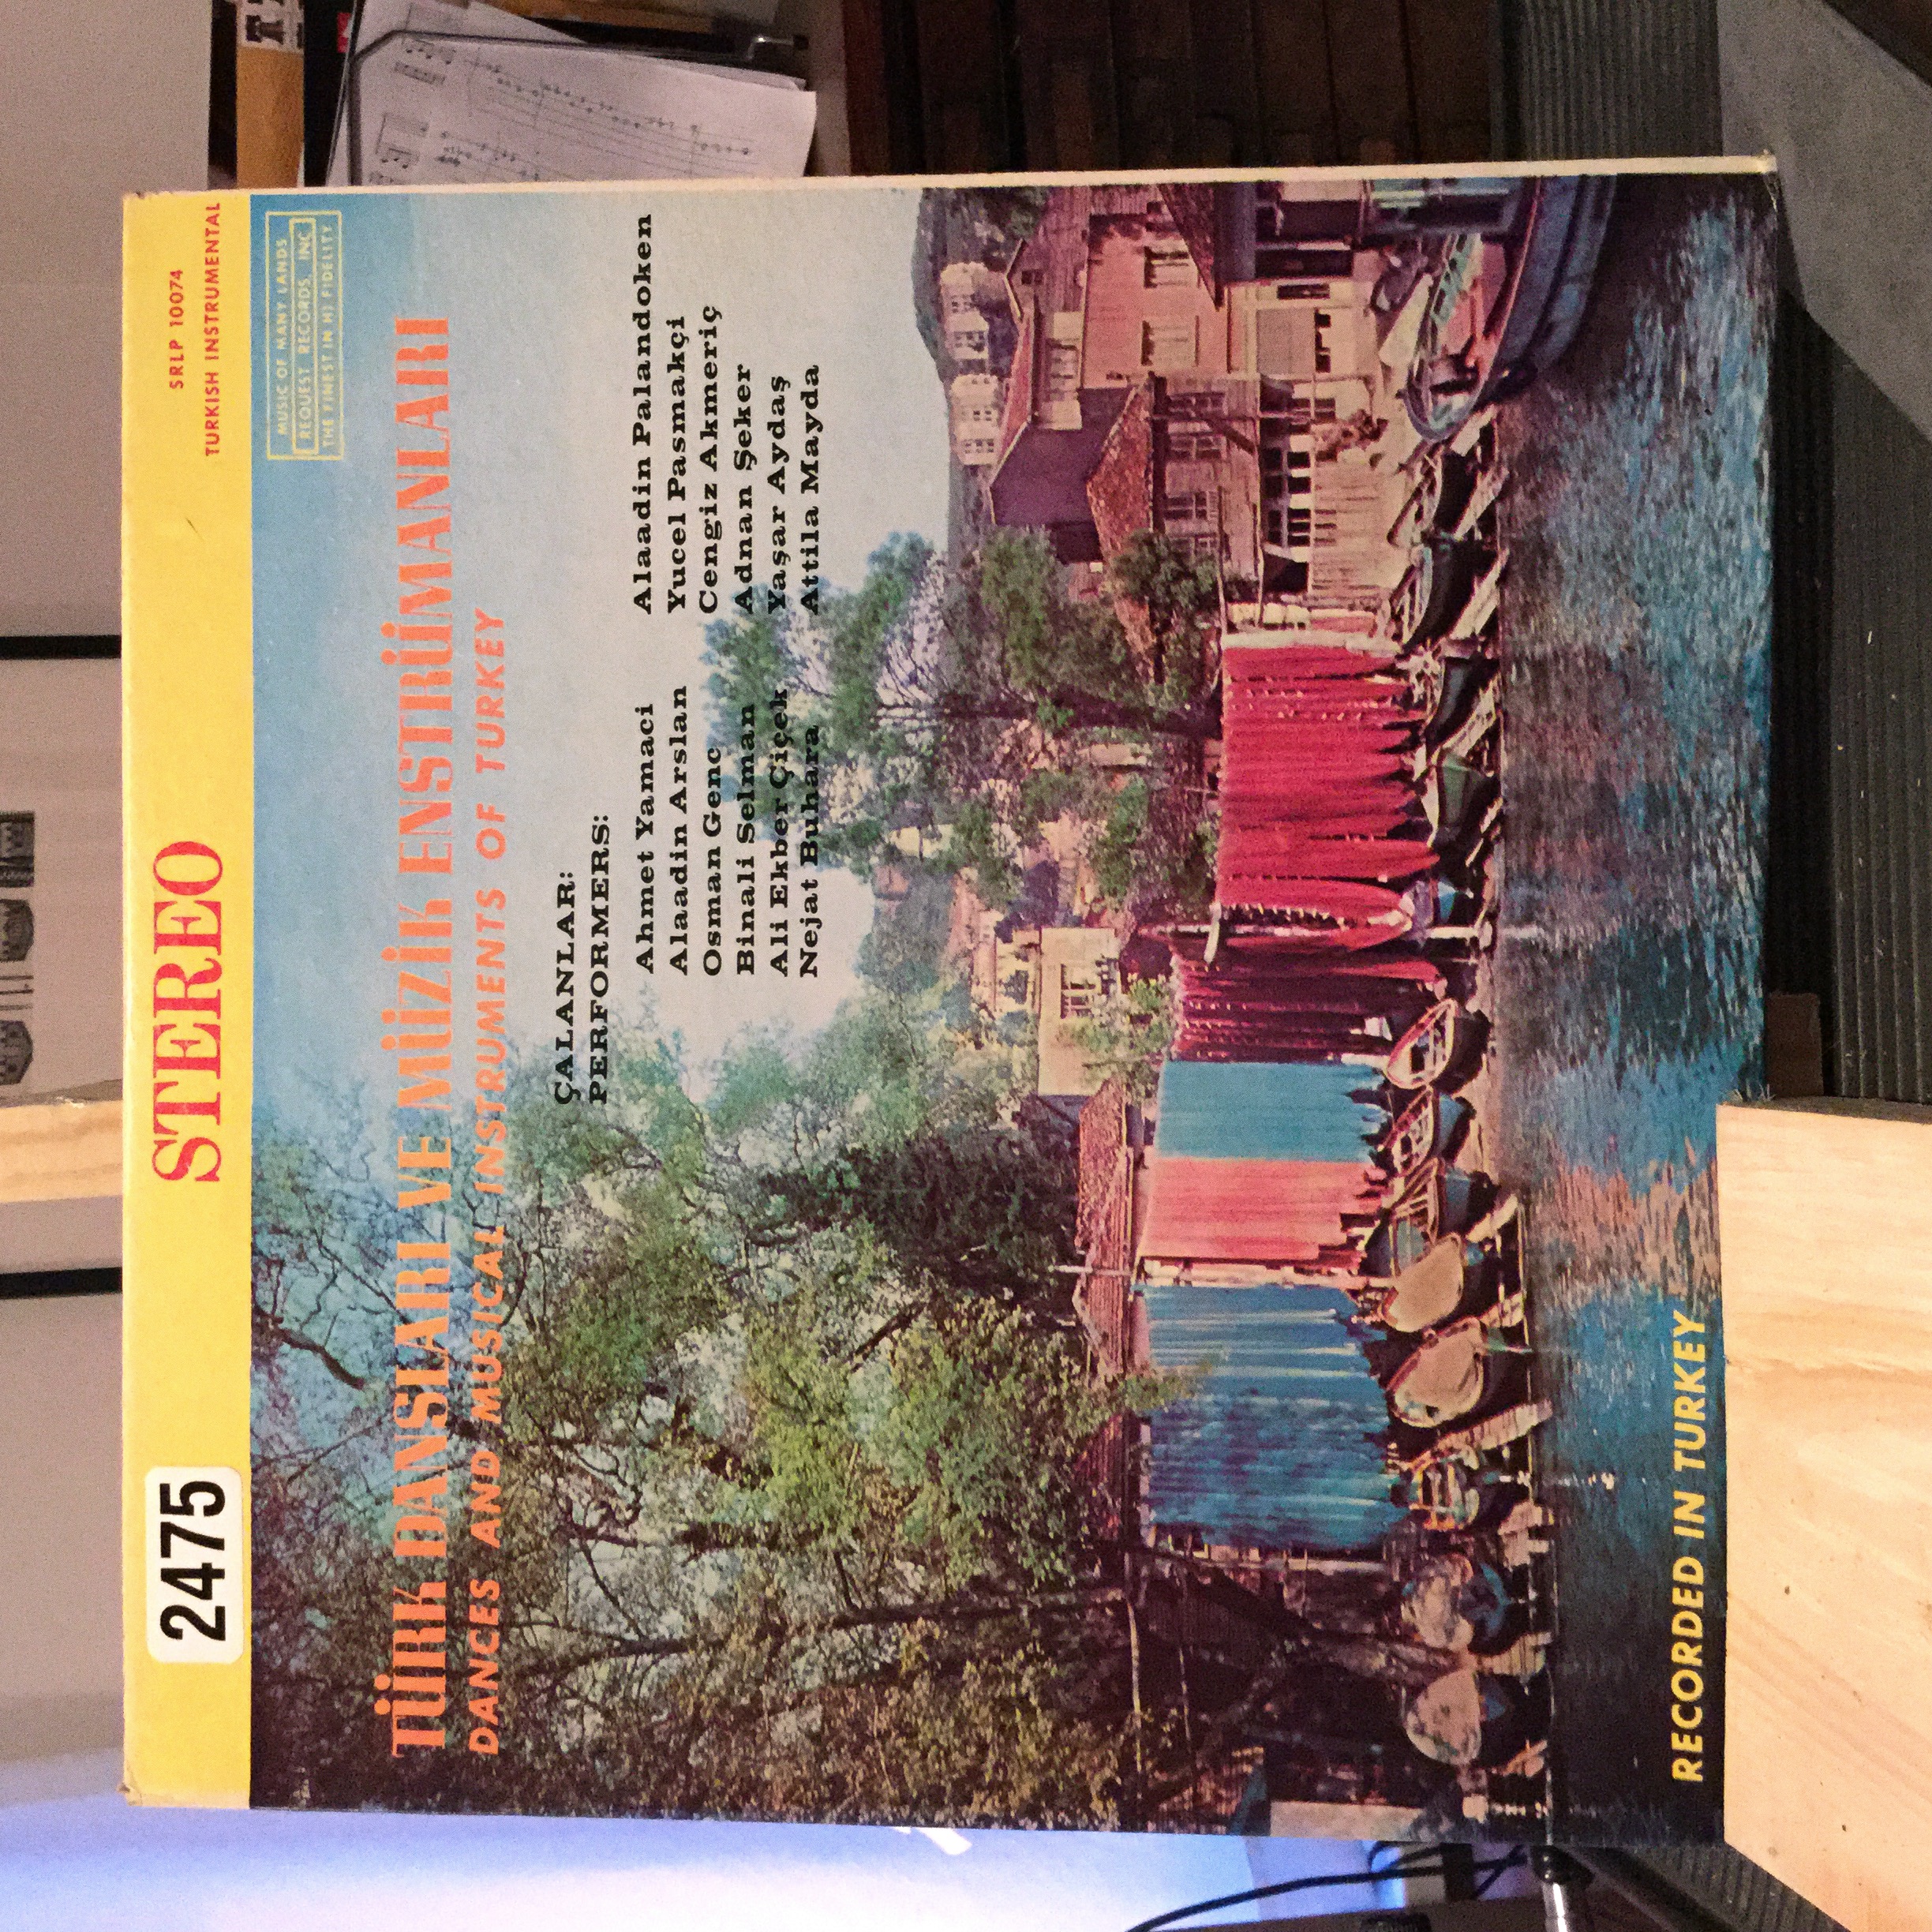 2475
STEREO
SRLP 10074
TURKISH INSTRUMENTAL
MUSIC OF MANY LANDS
REQUEST RECORDS, INC
THE FINEST IN HI FIDELITY
TÜRK DANSLARI VE MÜZİK ENSTRÜMANLARI
DANCES AND MUSICAL INSTRUMENTS OF TURKEY
ÇALANLAR:
PERFORMERS:
Ahmet Yamaci
Alaadin Arslan
Osman Genc
Binali Selman
Ali Ekber Çiçek
Nejat Buhara
Alaadin Palandoken
Yucel Pasmakçi
Cengiz Akmeriç
Adnan Şeker
Yaşar Aydaş
Attila Mayda
RECORDED IN TURKEY